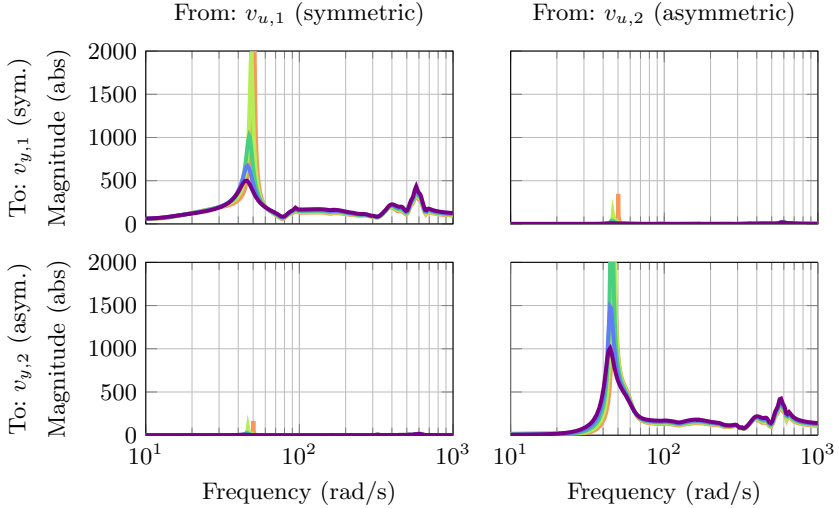 From: v_{u,1} (symmetric)
From: v_{u,2} (asymmetric)
To: v_{y,1} (sym.)
Magnitude (abs)
2000
1500
1000
500
0
To: v_{y,2} (asym.)
Magnitude (abs)
2000
1500
1000
500
0
10^1
10^2
10^3
10^1
10^2
10^3
Frequency (rad/s)
Frequency (rad/s)